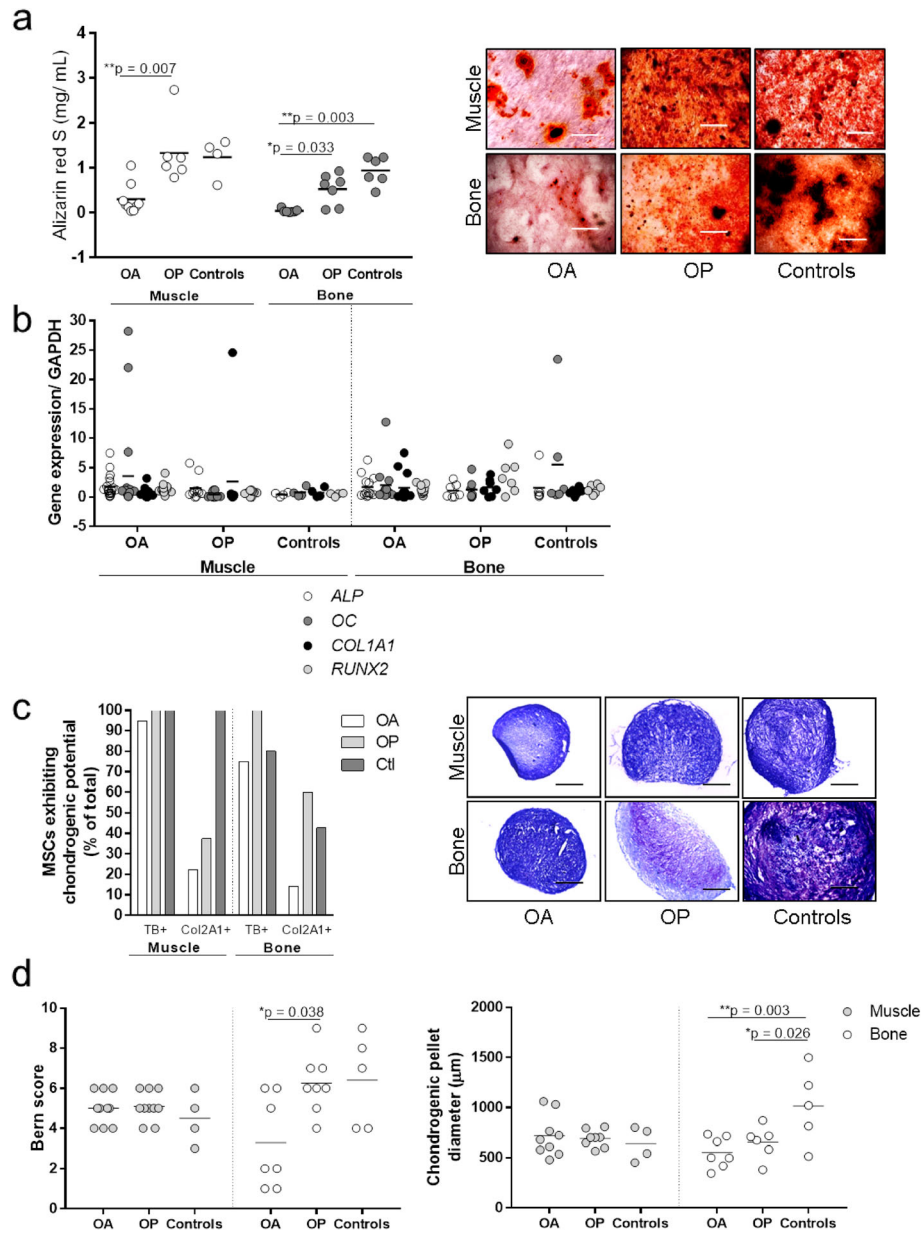 a
Alizarin red S (mg/ mL)
4
3
2
1
0
-1
**p = 0.007
**p = 0.003
*p = 0.033
OA OP Controls OA OP Controls
Muscle Bone
Muscle
Bone
OA OP Controls
b
Gene expression/ GAPDH
30
25
20
15
10
5
0
-5
OA OP Controls OA OP Controls
Muscle Bone
ALP
OC
COL1A1
RUNX2
c
MSCs exhibiting
chondrogenic potential
(% of total)
100
90
80
70
60
50
40
30
20
10
0
OA
OP
Ctl
TB+ Col2A1+ TB+ Col2A1+
Muscle Bone
Muscle
Bone
OA OP Controls
d
Bern score
10
8
6
4
2
0
*p = 0.038
OA OP Controls OA OP Controls
Chondrogenic pellet
diameter (μm)
2000
1500
1000
500
0
**p = 0.003
*p = 0.026
Muscle
Bone
OA OP Controls OA OP Controls